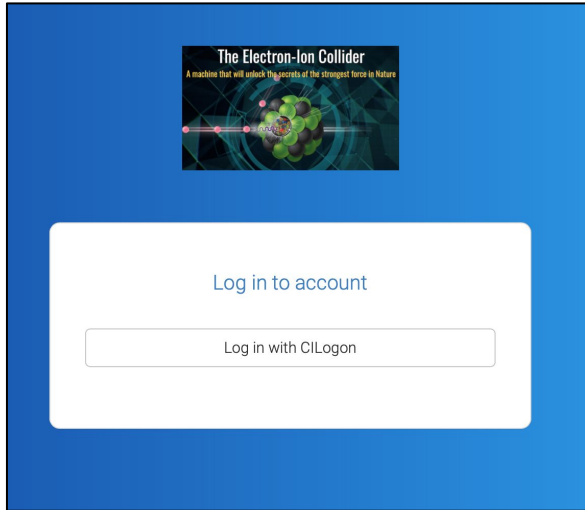 The Electron-Ion Collider
A machine that will unlock the secrets of the strongest force in Nature
Log in to account
Log in with CILogon